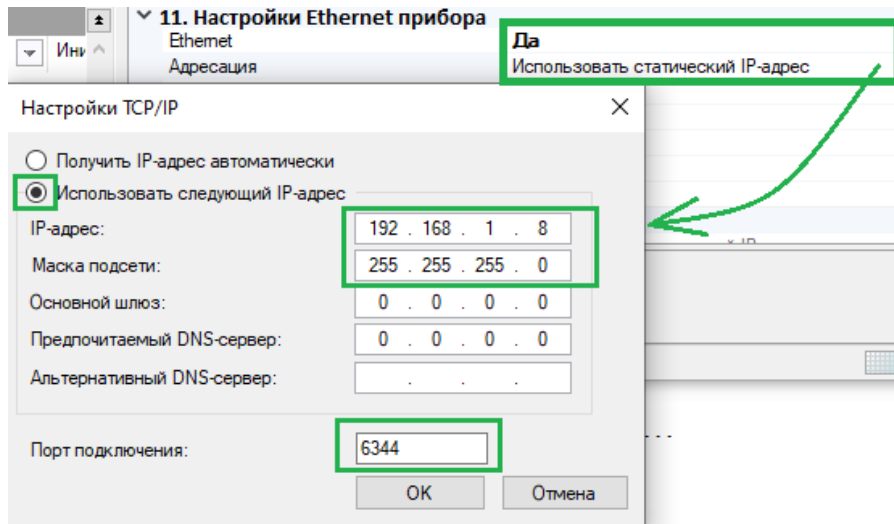 11. Настройки Ethernet прибора
Ини
Ethernet
Да
Адресация
Использовать статический IP-адрес
Настройки TCP/IP
Получить IP-адрес автоматически
Использовать следующий IP-адрес
IP-адрес: 192 . 168 . 1 . 8
Маска подсети: 255 . 255 . 255 . 0
Основной шлюз: 0 . 0 . 0 . 0
Предпочитаемый DNS-сервер: 0 . 0 . 0 . 0
Альтернативный DNS-сервер: . . .
Порт подключения: 6344
...
OK
Отмена